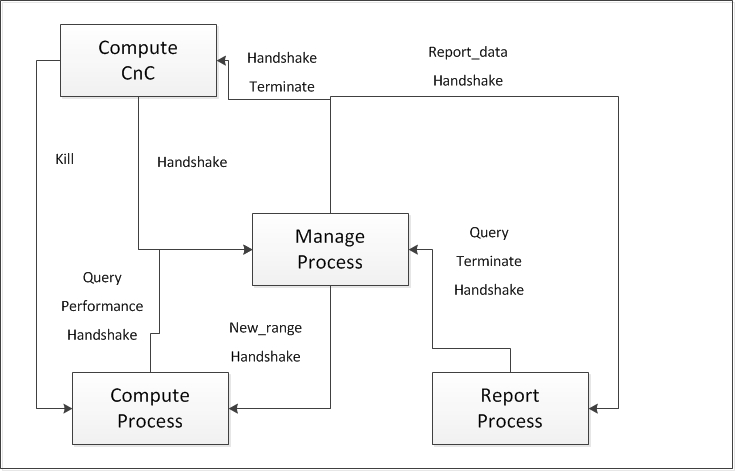 Compute
CnC
Handshake
Terminate
Report_data
Handshake
Kill
Handshake
Manage
Process
Query
Terminate
Handshake
Query
Performance
Handshake
New_range
Handshake
Compute
Process
Report
Process